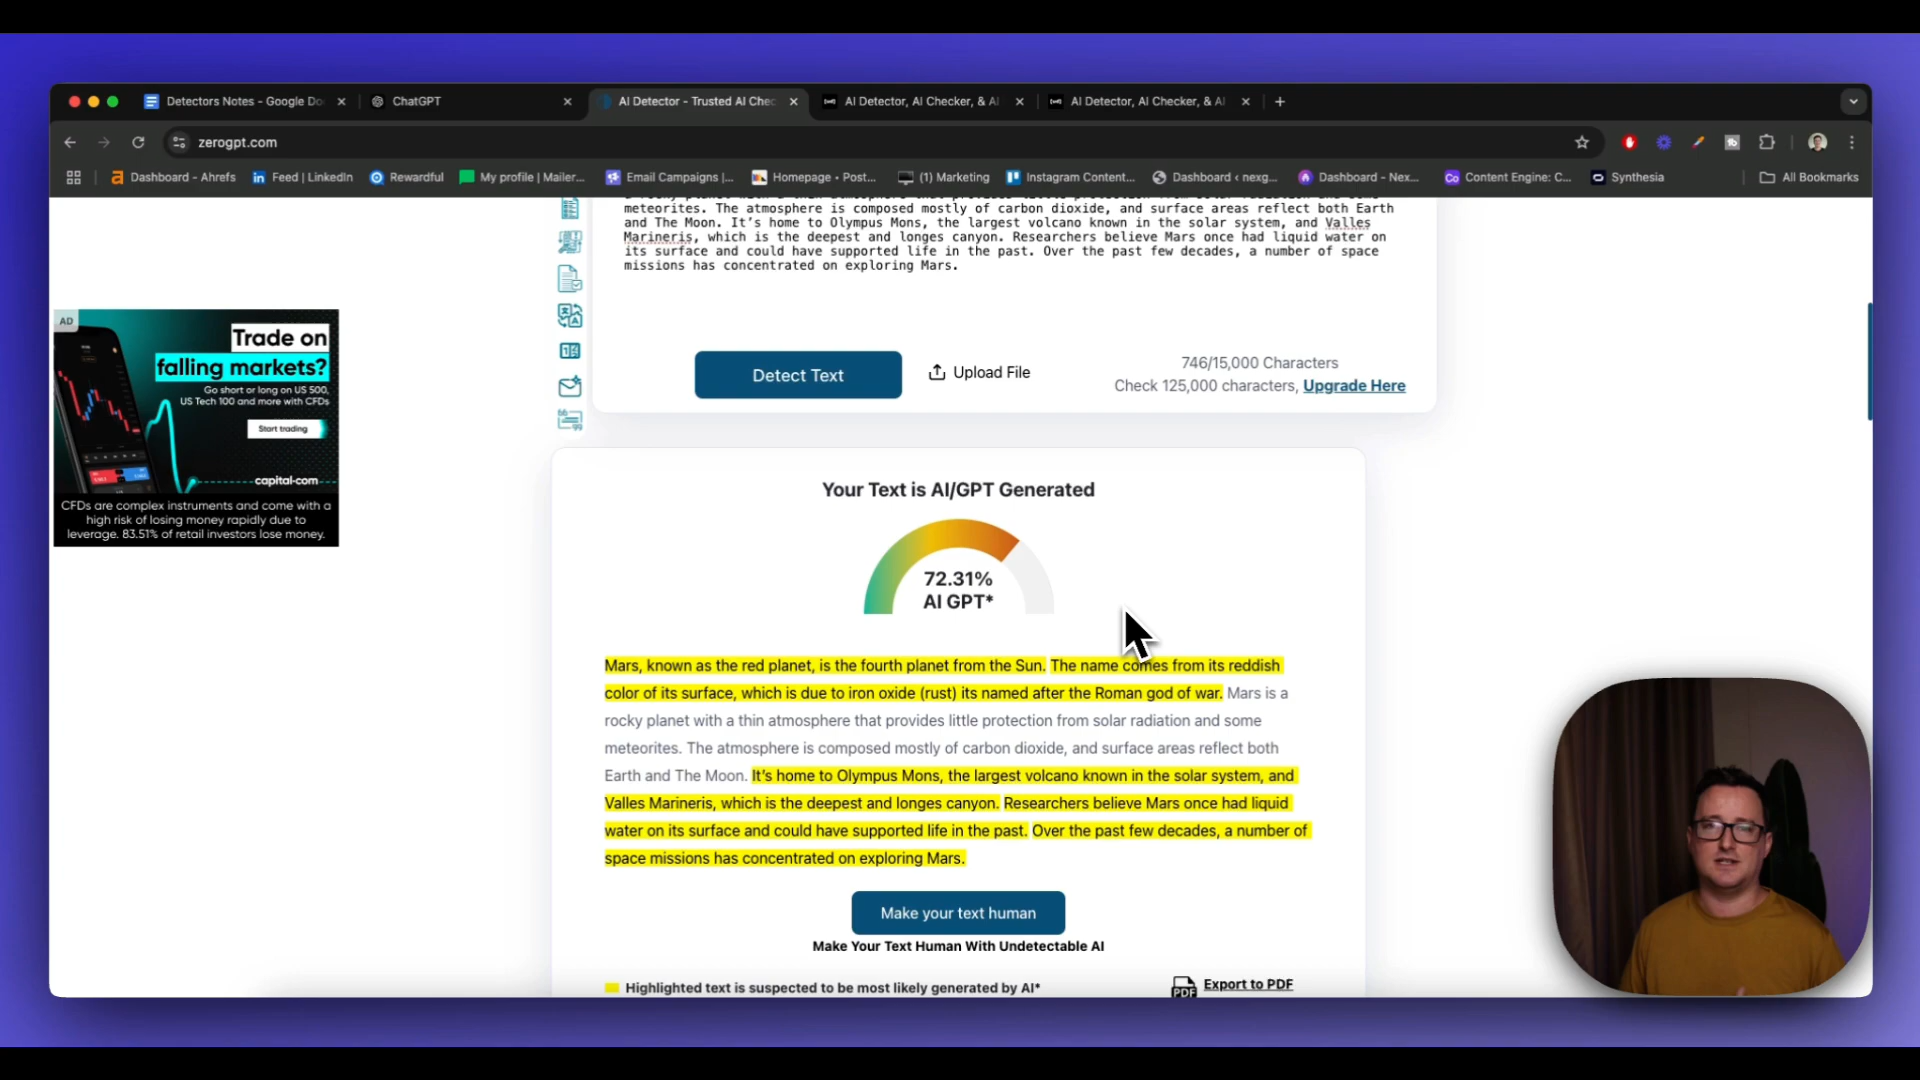 Detectors Notes - Google Do
ChatGPT
AI Detector - Trusted AI Chec
AI Detector, AI Checker, & AI
AI Detector, AI Checker, & AI
zerogpt.com
Dashboard - Ahrefs
Feed | LinkedIn
Rewardful
My profile | Mailer...
Email Campaigns |...
Homepage • Post...
(1) Marketing
Instagram Content...
Dashboard ‹ nexg...
Dashboard - Nex...
Content Engine: C...
Synthesia
All Bookmarks
meteorites. The atmosphere is composed mostly of carbon dioxide, and surface areas reflect both Earth
and The Moon. It's home to Olympus Mons, the largest volcano known in the solar system, and Valles
Marineris, which is the deepest and longes canyon. Researchers believe Mars once had liquid water on
its surface and could have supported life in the past. Over the past few decades, a number of space
missions has concentrated on exploring Mars.
Detect Text
Upload File
746/15,000 Characters
Check 125,000 characters, Upgrade Here
AD
Trade on
falling markets?
Go short or long on US 500,
US Tech 100 and more with CFDs
Start trading
capital·com
CFDs are complex instruments and come with a
high risk of losing money rapidly due to
leverage. 83.51% of retail investors lose money.
Your Text is AI/GPT Generated
72.31%
AI GPT*
Mars, known as the red planet, is the fourth planet from the Sun. The name comes from its reddish
color of its surface, which is due to iron oxide (rust) its named after the Roman god of war. Mars is a
rocky planet with a thin atmosphere that provides little protection from solar radiation and some
meteorites. The atmosphere is composed mostly of carbon dioxide, and surface areas reflect both
Earth and The Moon. It's home to Olympus Mons, the largest volcano known in the solar system, and
Valles Marineris, which is the deepest and longes canyon. Researchers believe Mars once had liquid
water on its surface and could have supported life in the past. Over the past few decades, a number of
space missions has concentrated on exploring Mars.
Make your text human
Make Your Text Human With Undetectable AI
Highlighted text is suspected to be most likely generated by AI*
PDF
Export to PDF